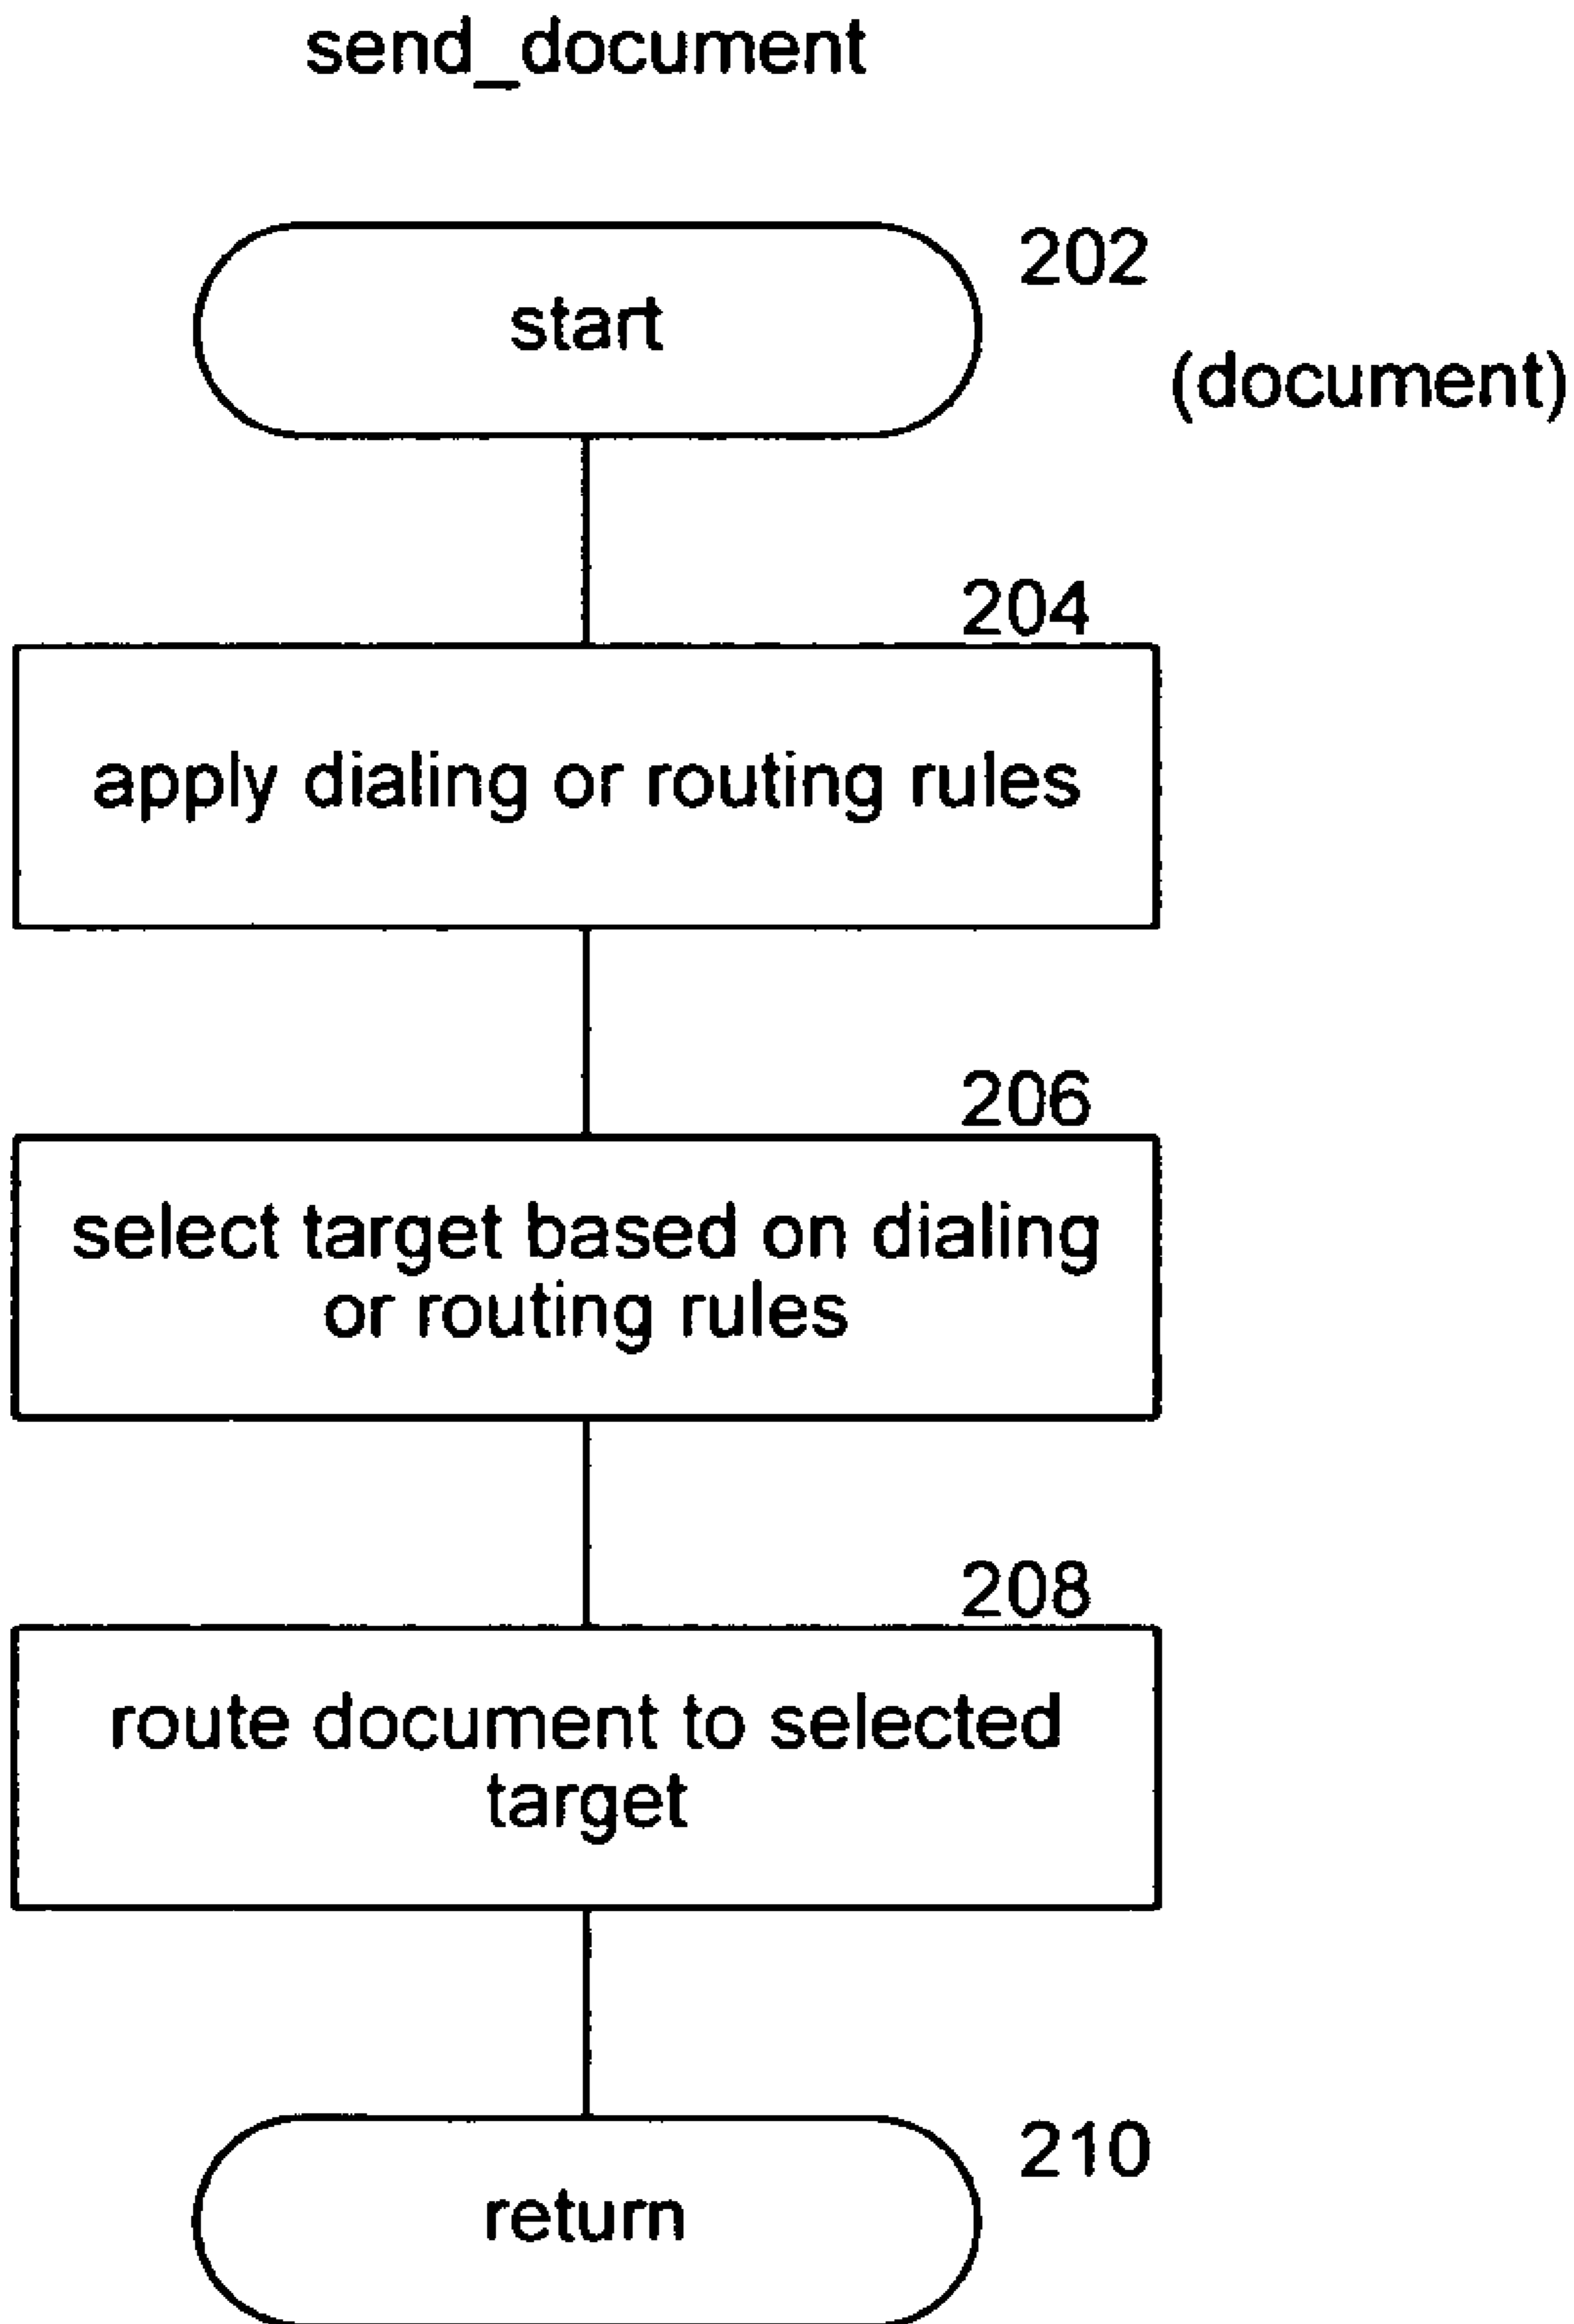 send_document
202
start
(document)
204
apply dialing or routing rules
206
select target based on dialing
or routing rules
208
route document to selected
target
210
return